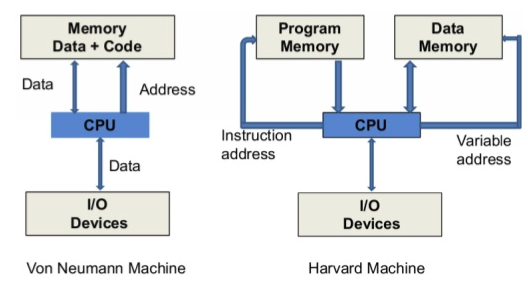 Memory
Data + Code
Data
Address
CPU
Data
I/O
Devices
Von Neumann Machine
Program
Memory
Data
Memory
CPU
Instruction
address
Variable
address
I/O
Devices
Harvard Machine